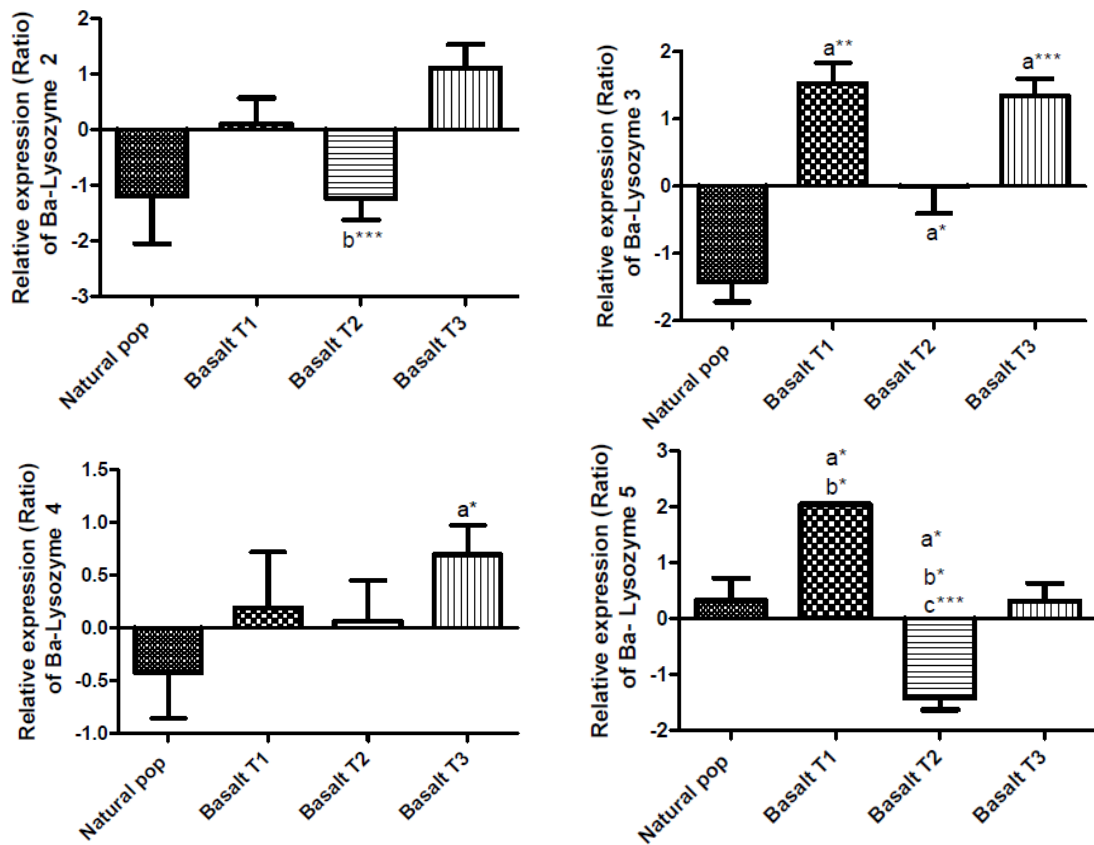 Relative expression (Ratio)
of Ba-Lysozyme 2
2
1
0
-1
-2
-3
b***
Natural pop
Basalt T1
Basalt T2
Basalt T3
Relative expression (Ratio)
of Ba-Lysozyme 3
2
1
0
-1
-2
a**
a*
a***
Natural pop
Basalt T1
Basalt T2
Basalt T3
Relative expression (Ratio)
of Ba-Lysozyme 4
1.5
1.0
0.5
0.0
-0.5
-1.0
a*
Natural pop
Basalt T1
Basalt T2
Basalt T3
Relative expression (Ratio)
of Ba- Lysozyme 5
3
2
1
0
-1
-2
a*
b*
a*
b*
c***
Natural pop
Basalt T1
Basalt T2
Basalt T3